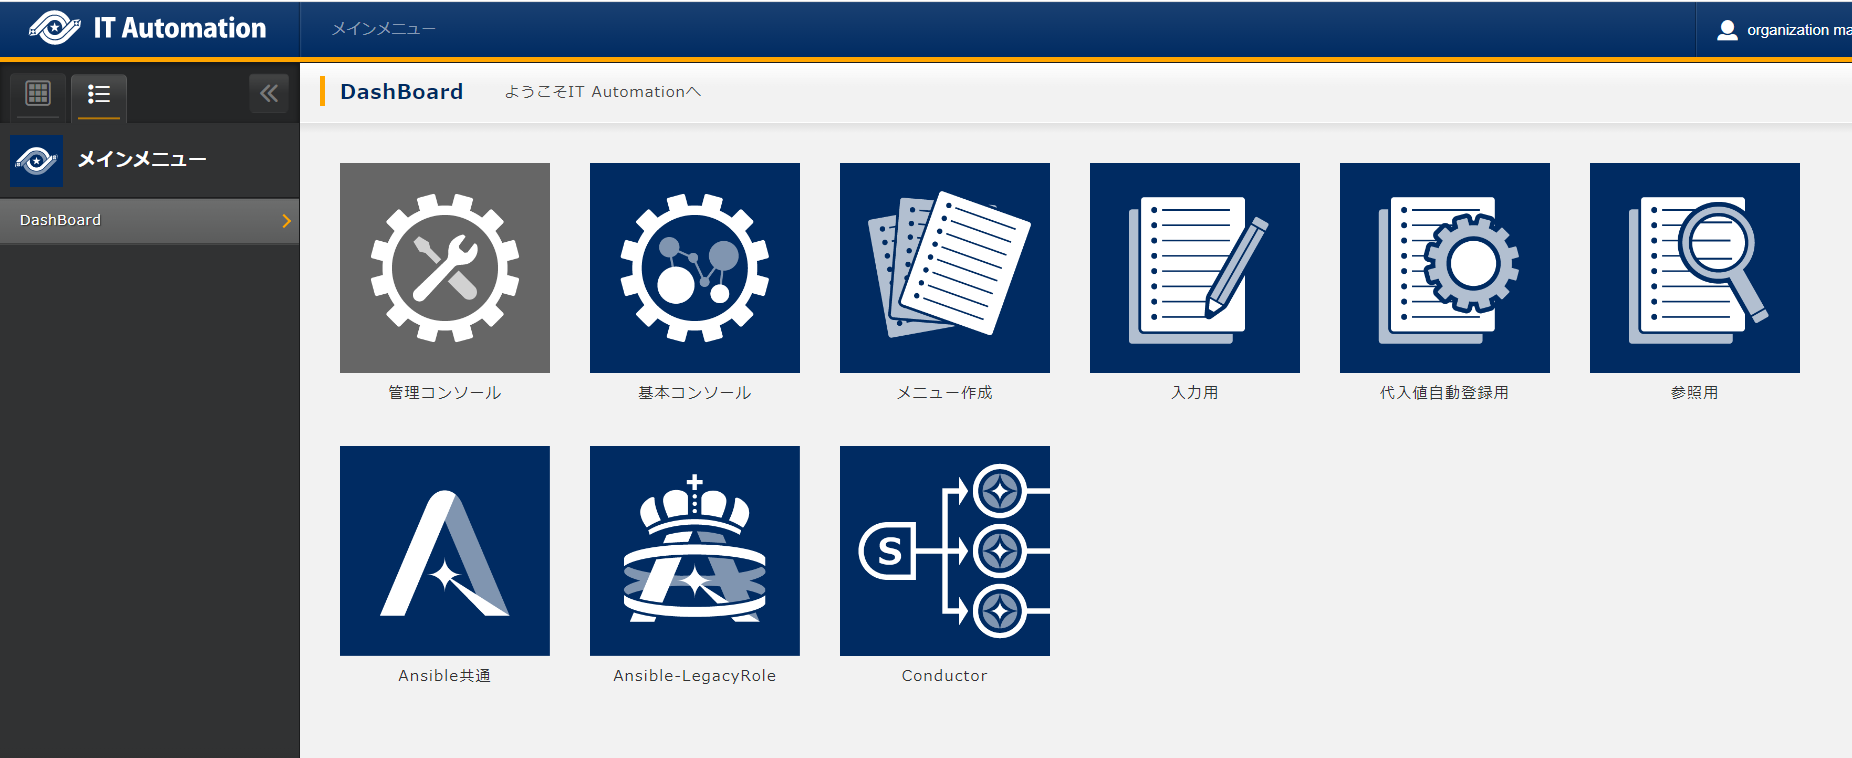 IT Automation
メインメニュー
organization ma
メインメニュー
DashBoard
DashBoard
ようこそIT Automationへ
管理コンソール
基本コンソール
メニュー作成
入力用
代入値自動登録用
参照用
S
Ansible共通
Ansible-LegacyRole
Conductor